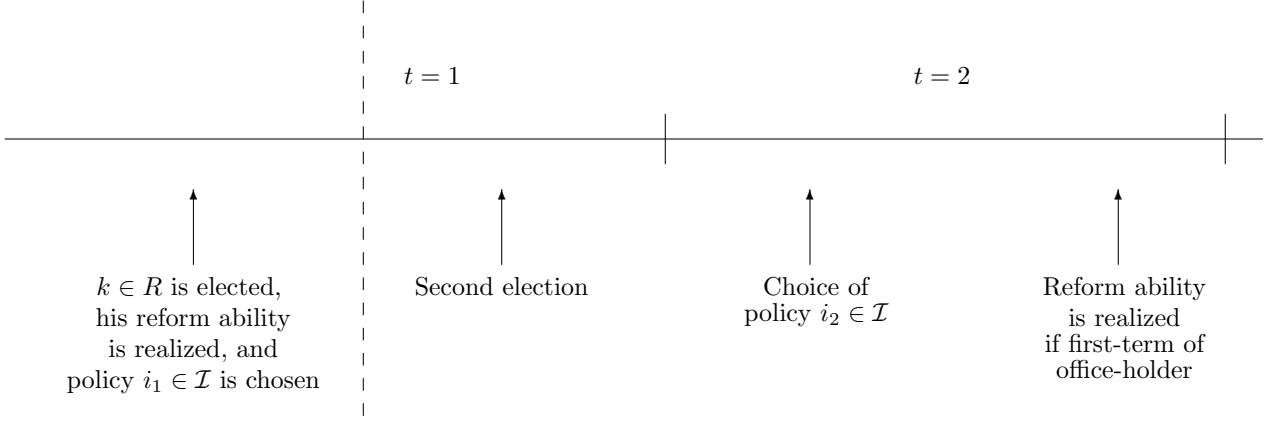 t = 1
t = 2
k ∈ R is elected,
his reform ability
is realized, and
policy i₁ ∈ 𝓘 is chosen
Second election
Choice of
policy i₂ ∈ 𝓘
Reform ability
is realized
if first-term of
office-holder